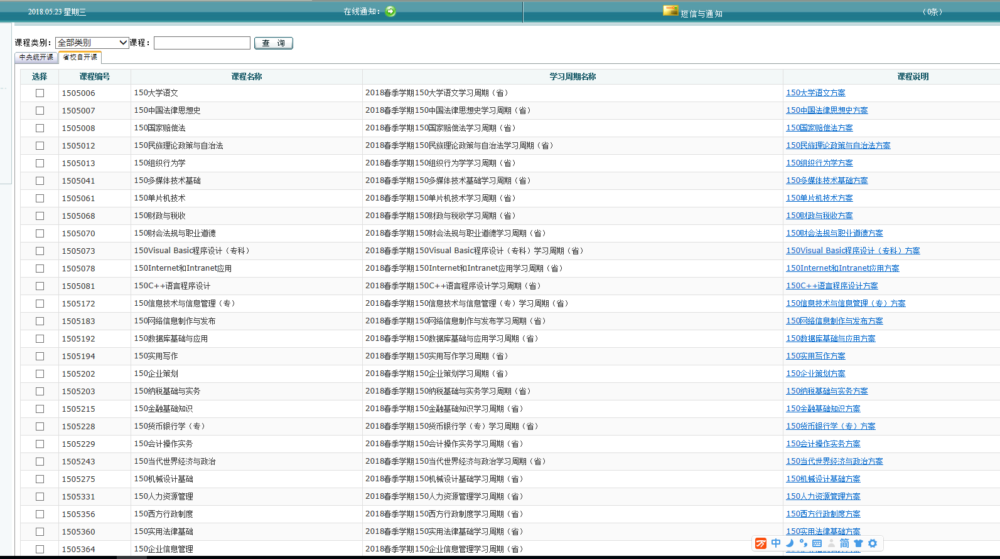 2018.05.23 星期三 在线通知： 短信与通知 （0条）
课程类别： 全部类别 课程： 查 询
中央统开课 省校自开课
选择 课程编号 课程名称 学习周期名称 课程说明
1505006 150大学语文 2018春季学期150大学语文学习周期（省） 150大学语文方案
1505007 150中国法律思想史 2018春季学期150中国法律思想史学习周期（省） 150中国法律思想史方案
1505008 150国家赔偿法 2018春季学期150国家赔偿法学习周期（省） 150国家赔偿法方案
1505012 150民族理论政策与自治法 2018春季学期150民族理论政策与自治法学习周期（省） 150民族理论政策与自治法方案
1505013 150组织行为学 2018春季学期150组织行为学学习周期（省） 150组织行为学方案
1505041 150多媒体技术基础 2018春季学期150多媒体技术基础学习周期（省） 150多媒体技术基础方案
1505061 150单片机技术 2018春季学期150单片机技术学习周期（省） 150单片机技术方案
1505068 150财政与税收 2018春季学期150财政与税收学习周期（省） 150财政与税收方案
1505070 150财会法规与职业道德 2018春季学期150财会法规与职业道德学习周期（省） 150财会法规与职业道德方案
1505073 150Visual Basic程序设计（专科） 2018春季学期150Visual Basic程序设计（专科）学习周期（省） 150Visual Basic程序设计（专科）方案
1505078 150Internet和Intranet应用 2018春季学期150Internet和Intranet应用学习周期（省） 150Internet和Intranet应用方案
1505081 150C++语言程序设计 2018春季学期150C++语言程序设计学习周期（省） 150C++语言程序设计方案
1505172 150信息技术与信息管理（专） 2018春季学期150信息技术与信息管理（专）学习周期（省） 150信息技术与信息管理（专）方案
1505183 150网络信息制作与发布 2018春季学期150网络信息制作与发布学习周期（省） 150网络信息制作与发布方案
1505192 150数据库基础与应用 2018春季学期150数据库基础与应用学习周期（省） 150数据库基础与应用方案
1505194 150实用写作 2018春季学期150实用写作学习周期（省） 150实用写作方案
1505202 150企业策划 2018春季学期150企业策划学习周期（省） 150企业策划方案
1505203 150纳税基础与实务 2018春季学期150纳税基础与实务学习周期（省） 150纳税基础与实务方案
1505215 150金融基础知识 2018春季学期150金融基础知识学习周期（省） 150金融基础知识方案
1505228 150货币银行学（专） 2018春季学期150货币银行学（专）学习周期（省） 150货币银行学（专）方案
1505229 150会计操作实务 2018春季学期150会计操作实务学习周期（省） 150会计操作实务方案
1505243 150当代世界经济与政治 2018春季学期150当代世界经济与政治学习周期（省） 150当代世界经济与政治方案
1505275 150机械设计基础 2018春季学期150机械设计基础学习周期（省） 150机械设计基础方案
1505331 150人力资源管理 2018春季学期150人力资源管理学习周期（省） 150人力资源管理方案
1505356 150西方行政制度 2018春季学期150西方行政制度学习周期（省） 150西方行政制度方案
1505360 150实用法律基础 2018春季学期150实用法律基础学习周期（省） 150实用法律基础方案
中 简
1505364 150企业信息管理 2018春季学期150企业信息管理学习周期（省）